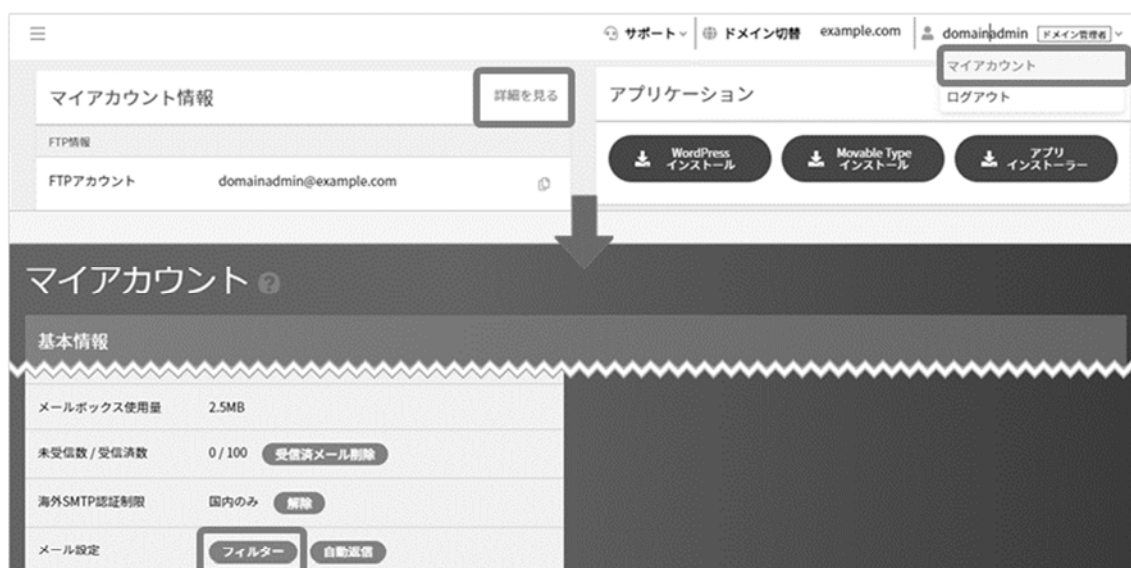 サポート ドメイン切替 example.com domainadmin ドメイン管理者
マイアカウント
ログアウト
マイアカウント情報 詳細を見る
FTP情報
FTPアカウント domainadmin@example.com
アプリケーション
WordPress
インストール
Movable Type
インストール
アプリ
インストーラー
マイアカウント ?
基本情報
メールボックス使用量 2.5MB
未受信数 / 受信済数 0 / 100 受信済メール削除
海外SMTP認証制限 国内のみ 解除
メール設定 フィルター 自動返信